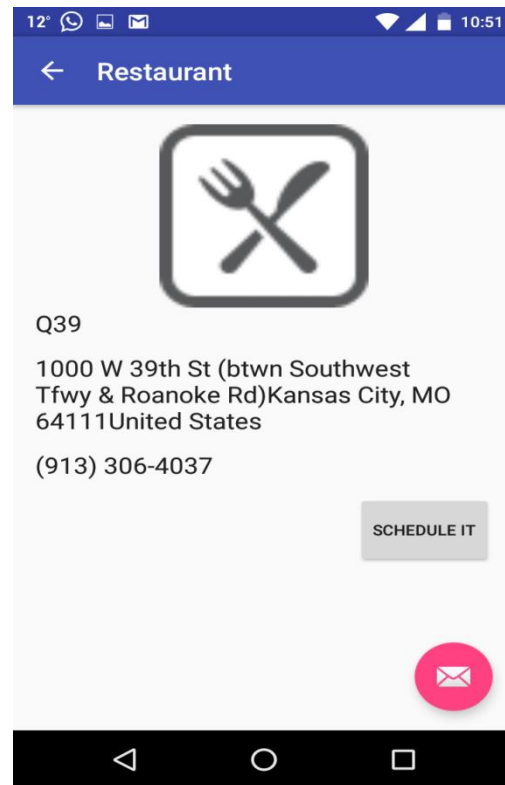 12° 10:51
Restaurant
Q39
1000 W 39th St (btwn Southwest
Tfwy & Roanoke Rd)Kansas City, MO
64111United States
(913) 306-4037
SCHEDULE IT